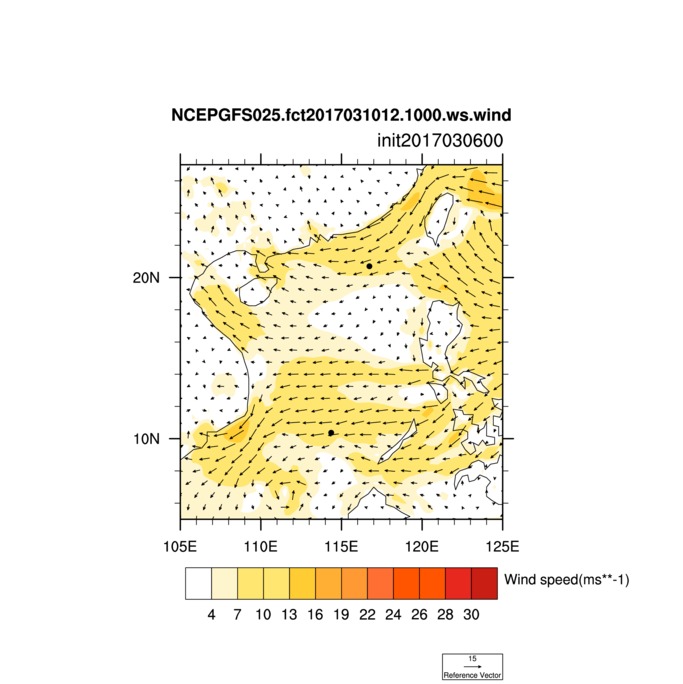 NCEPGFS025.fct2017031012.1000.ws.wind
init2017030600
20N
10N
105E 110E 115E 120E 125E
Wind speed(ms**-1)
4 7 10 13 16 19 22 24 26 28 30
15
Reference Vector